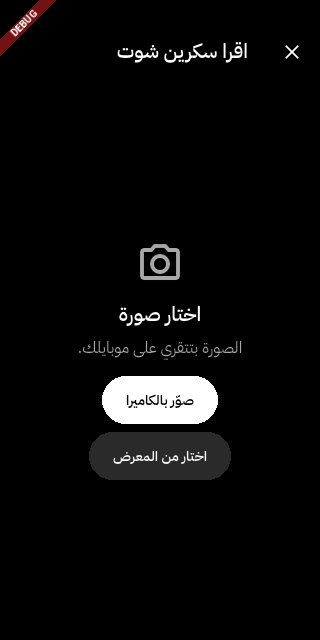 DEBUG
اقرا سكرين شوت
اختار صورة
الصورة بتتقري على موبايلك.
صوّر بالكاميرا
اختار من المعرض